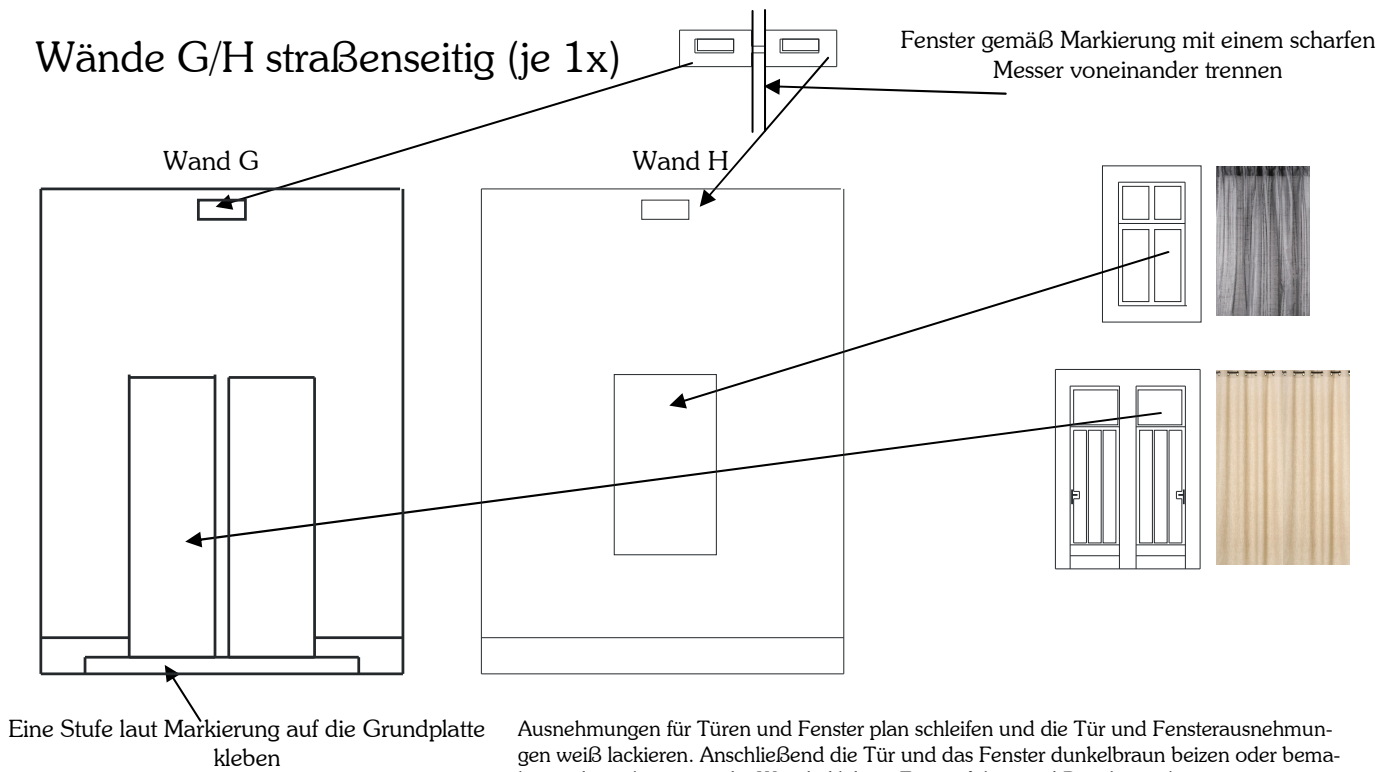 Wände G/H straßenseitig (je 1x)
Fenster gemäß Markierung mit einem scharfen
Messer voneinander trennen
Wand G
Wand H
Eine Stufe laut Markierung auf die Grundplatte
kleben
Ausnehmungen für Türen und Fenster plan schleifen und die Tür und Fensterausnehmun-
gen weiß lackieren. Anschließend die Tür und das Fenster dunkelbraun beizen oder bema-